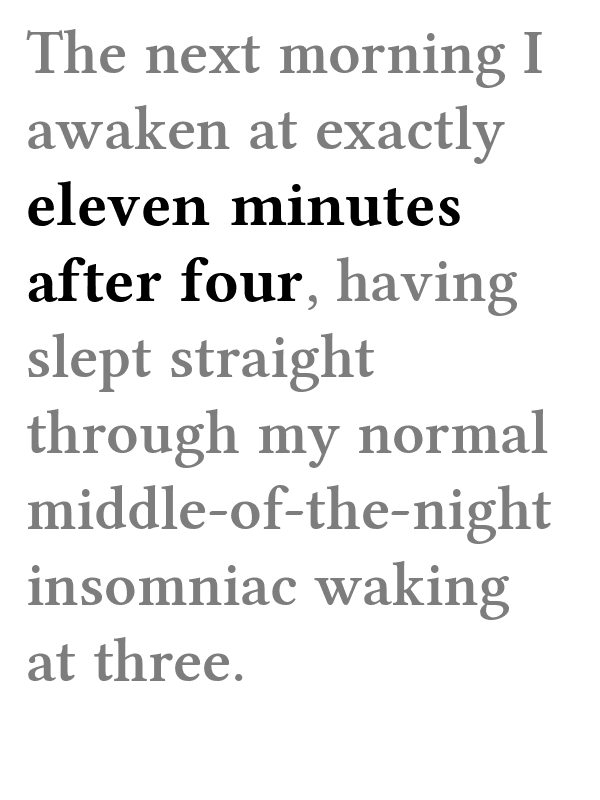 The next morning I
awaken at exactly
eleven minutes
after four, having
slept straight
through my normal
middle-of-the-night
insomniac waking
at three.